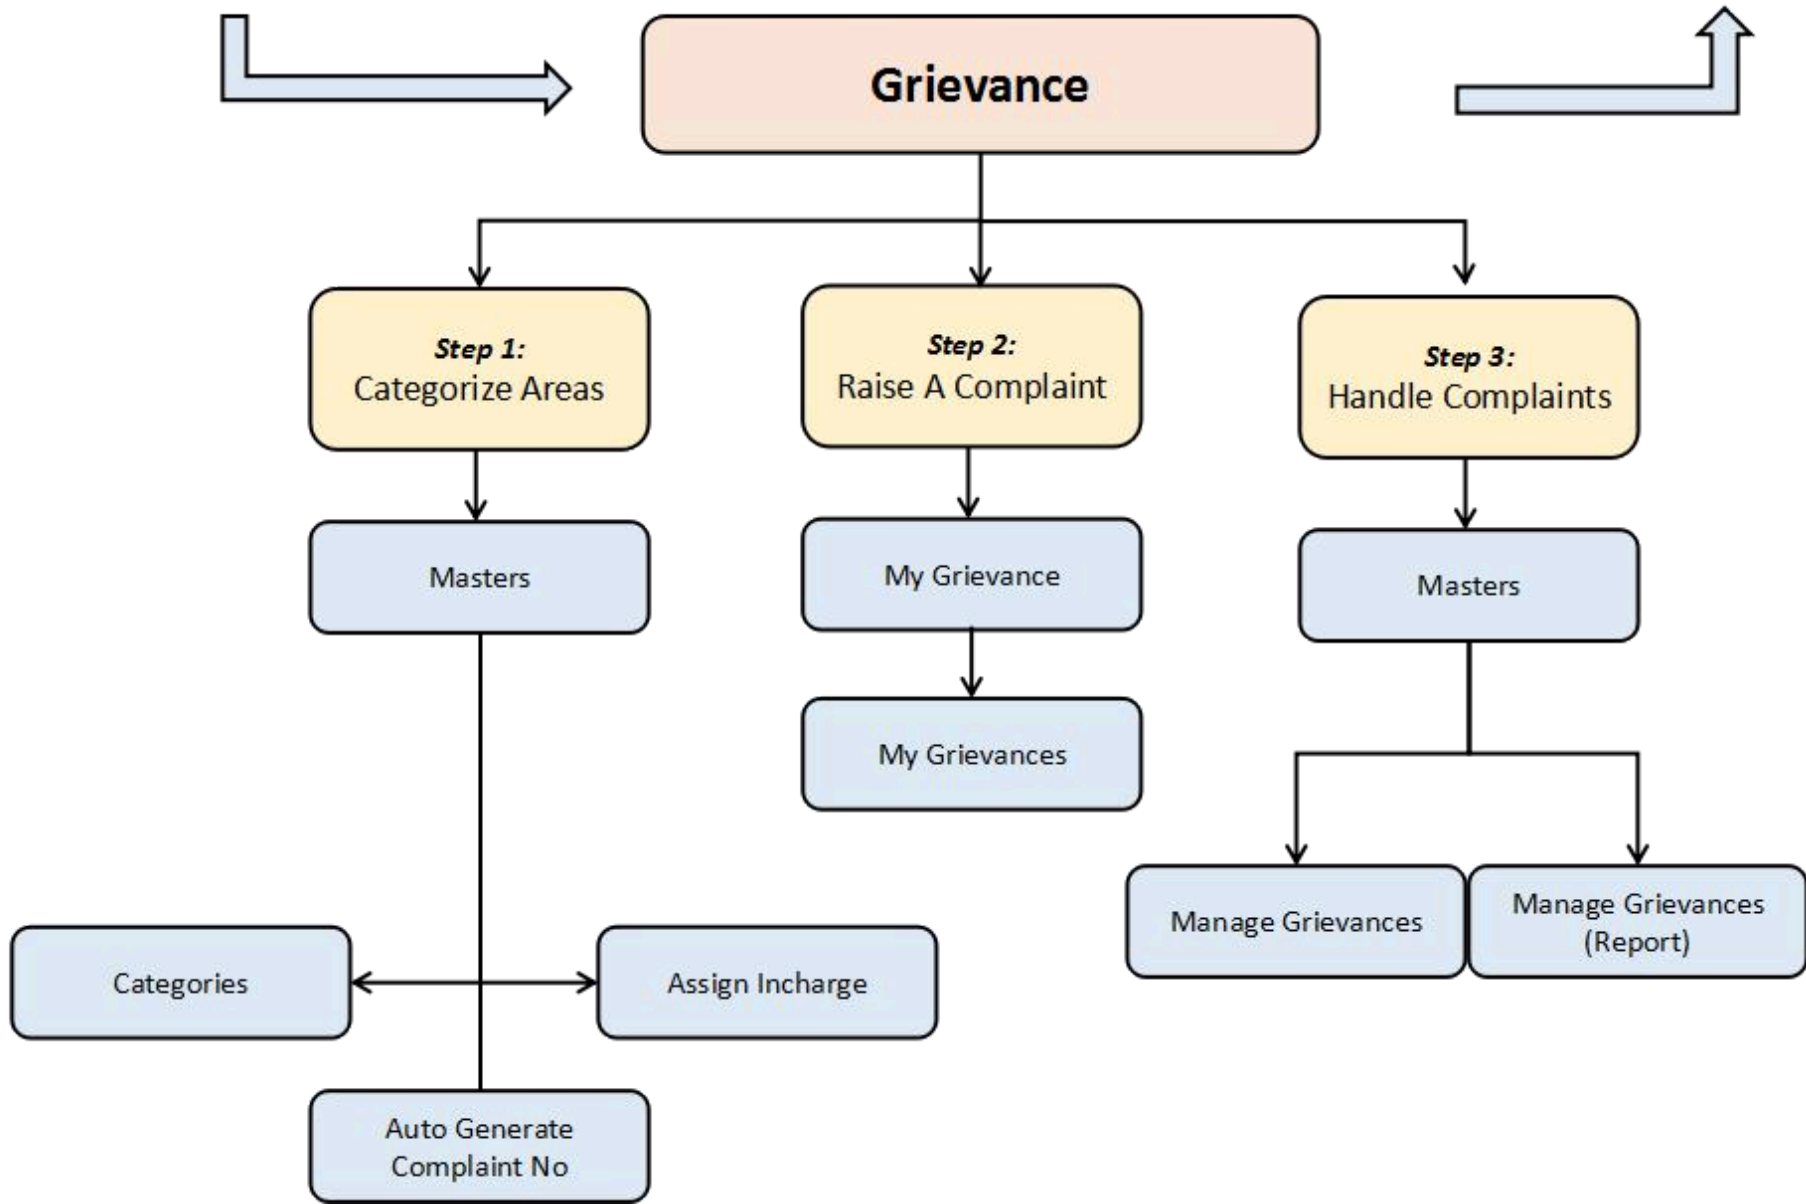 Grievance
Step 1:
Categorize Areas
Step 2:
Raise A Complaint
Step 3:
Handle Complaints
Masters
My Grievance
Masters
My Grievances
Manage Grievances
Manage Grievances
(Report)
Categories
Assign Incharge
Auto Generate
Complaint No